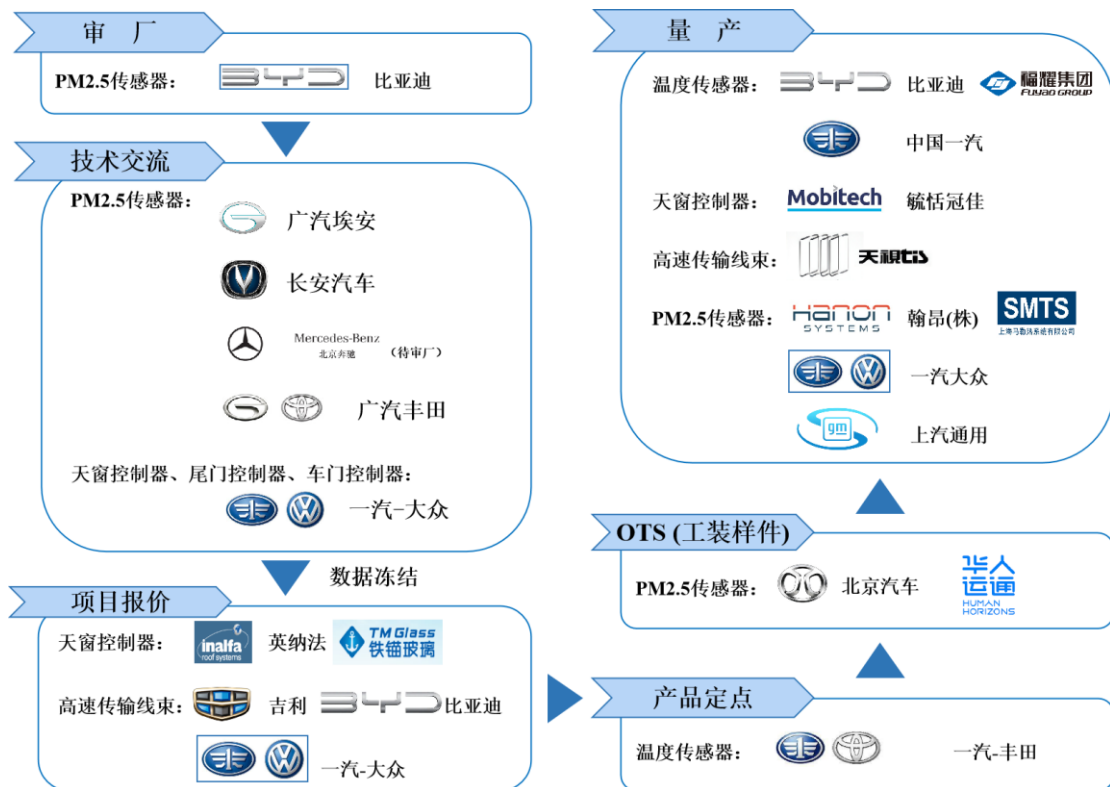 审 厂
PM2.5传感器： BYD 比亚迪
技术交流
PM2.5传感器：
广汽埃安
长安汽车
Mercedes-Benz
北京奔驰 （待审厂）
广汽丰田
天窗控制器、尾门控制器、车门控制器：
一汽-大众
数据冻结
项目报价
天窗控制器： inalfa roof systems 英纳法 TM Glass 铁锚玻璃
高速传输线束： 吉利 BYD 比亚迪
一汽-大众
产品定点
温度传感器： 一汽-丰田
OTS (工装样件)
PM2.5传感器： 北京汽车 华人运通 HUMAN HORIZONS
量 产
温度传感器： BYD 比亚迪 福耀集团 FUYAO GROUP
中国一汽
天窗控制器： Mobitech 毓恬冠佳
高速传输线束： 天視tis
PM2.5传感器： Hanon SYSTEMS 翰昂(株) SMTS
一汽大众
gm 上汽通用